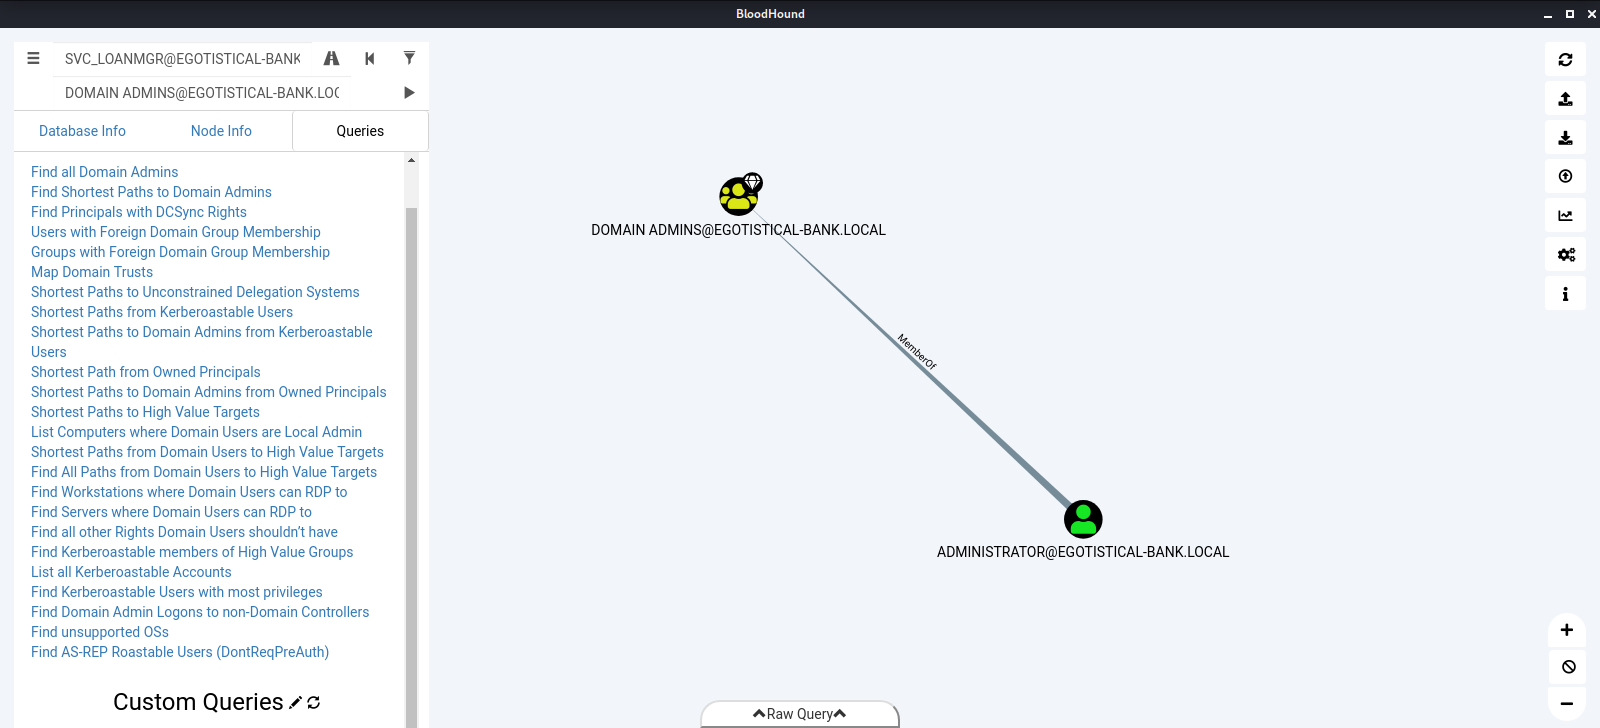 BloodHound
SVC_LOANMGR@EGOTISTICAL-BANK
DOMAIN ADMINS@EGOTISTICAL-BANK.LOC
Database Info
Node Info
Queries
Find all Domain Admins
Find Shortest Paths to Domain Admins
Find Principals with DCSync Rights
Users with Foreign Domain Group Membership
Groups with Foreign Domain Group Membership
Map Domain Trusts
Shortest Paths to Unconstrained Delegation Systems
Shortest Paths from Kerberoastable Users
Shortest Paths to Domain Admins from Kerberoastable
Users
Shortest Path from Owned Principals
Shortest Paths to Domain Admins from Owned Principals
Shortest Paths to High Value Targets
List Computers where Domain Users are Local Admin
Shortest Paths from Domain Users to High Value Targets
Find All Paths from Domain Users to High Value Targets
Find Workstations where Domain Users can RDP to
Find Servers where Domain Users can RDP to
Find all other Rights Domain Users shouldn’t have
Find Kerberoastable members of High Value Groups
List all Kerberoastable Accounts
Find Kerberoastable Users with most privileges
Find Domain Admin Logons to non-Domain Controllers
Find unsupported OSs
Find AS-REP Roastable Users (DontReqPreAuth)
Custom Queries
DOMAIN ADMINS@EGOTISTICAL-BANK.LOCAL
MemberOf
ADMINISTRATOR@EGOTISTICAL-BANK.LOCAL
Raw Query